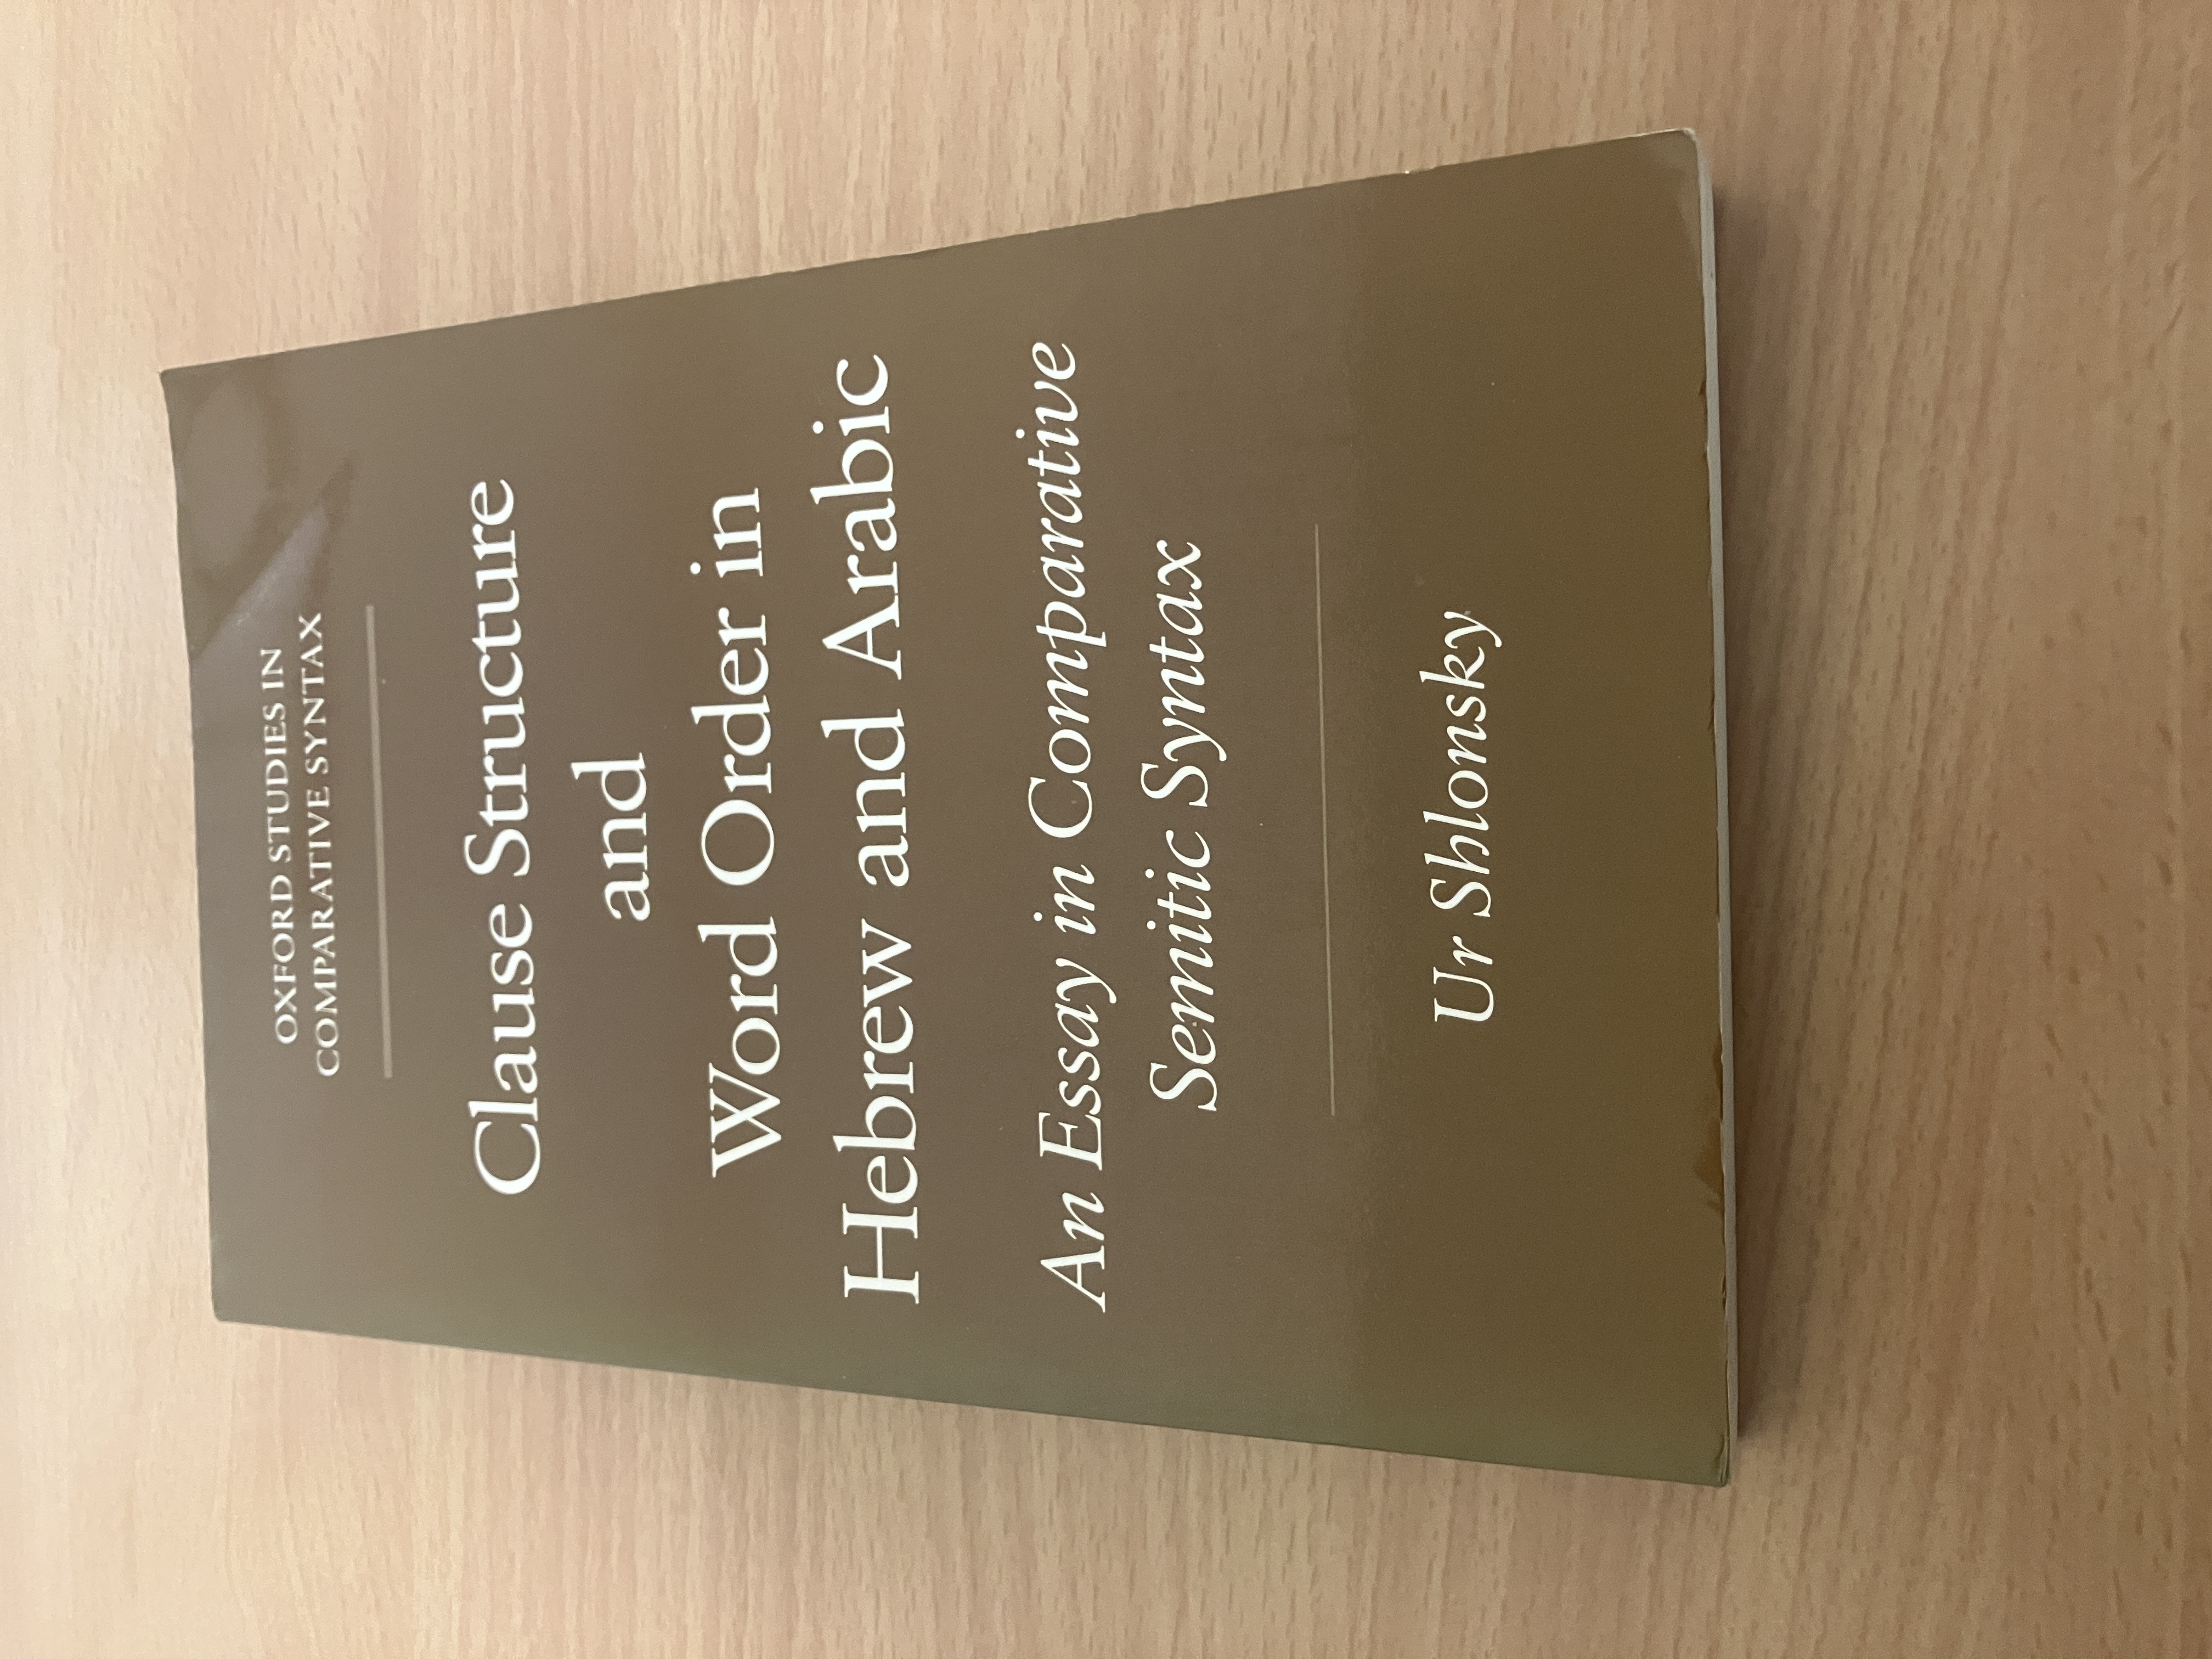 OXFORD STUDIES IN
COMPARATIVE SYNTAX
Clause Structure
and
Word Order in
Hebrew and Arabic
An Essay in Comparative
Semitic Syntax
Ur Shlonsky